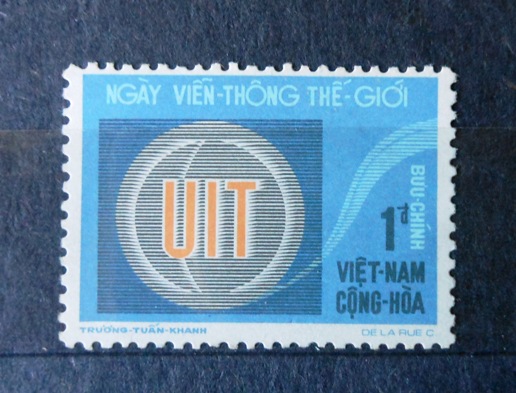 NGÀY VIỄN-THÔNG THẾ-GIỚI
UIT
BƯU-CHÍNH
1đ
VIỆT-NAM
CỘNG-HÒA
TRƯƠNG-TUẤN-KHANH
DE LA RUE C